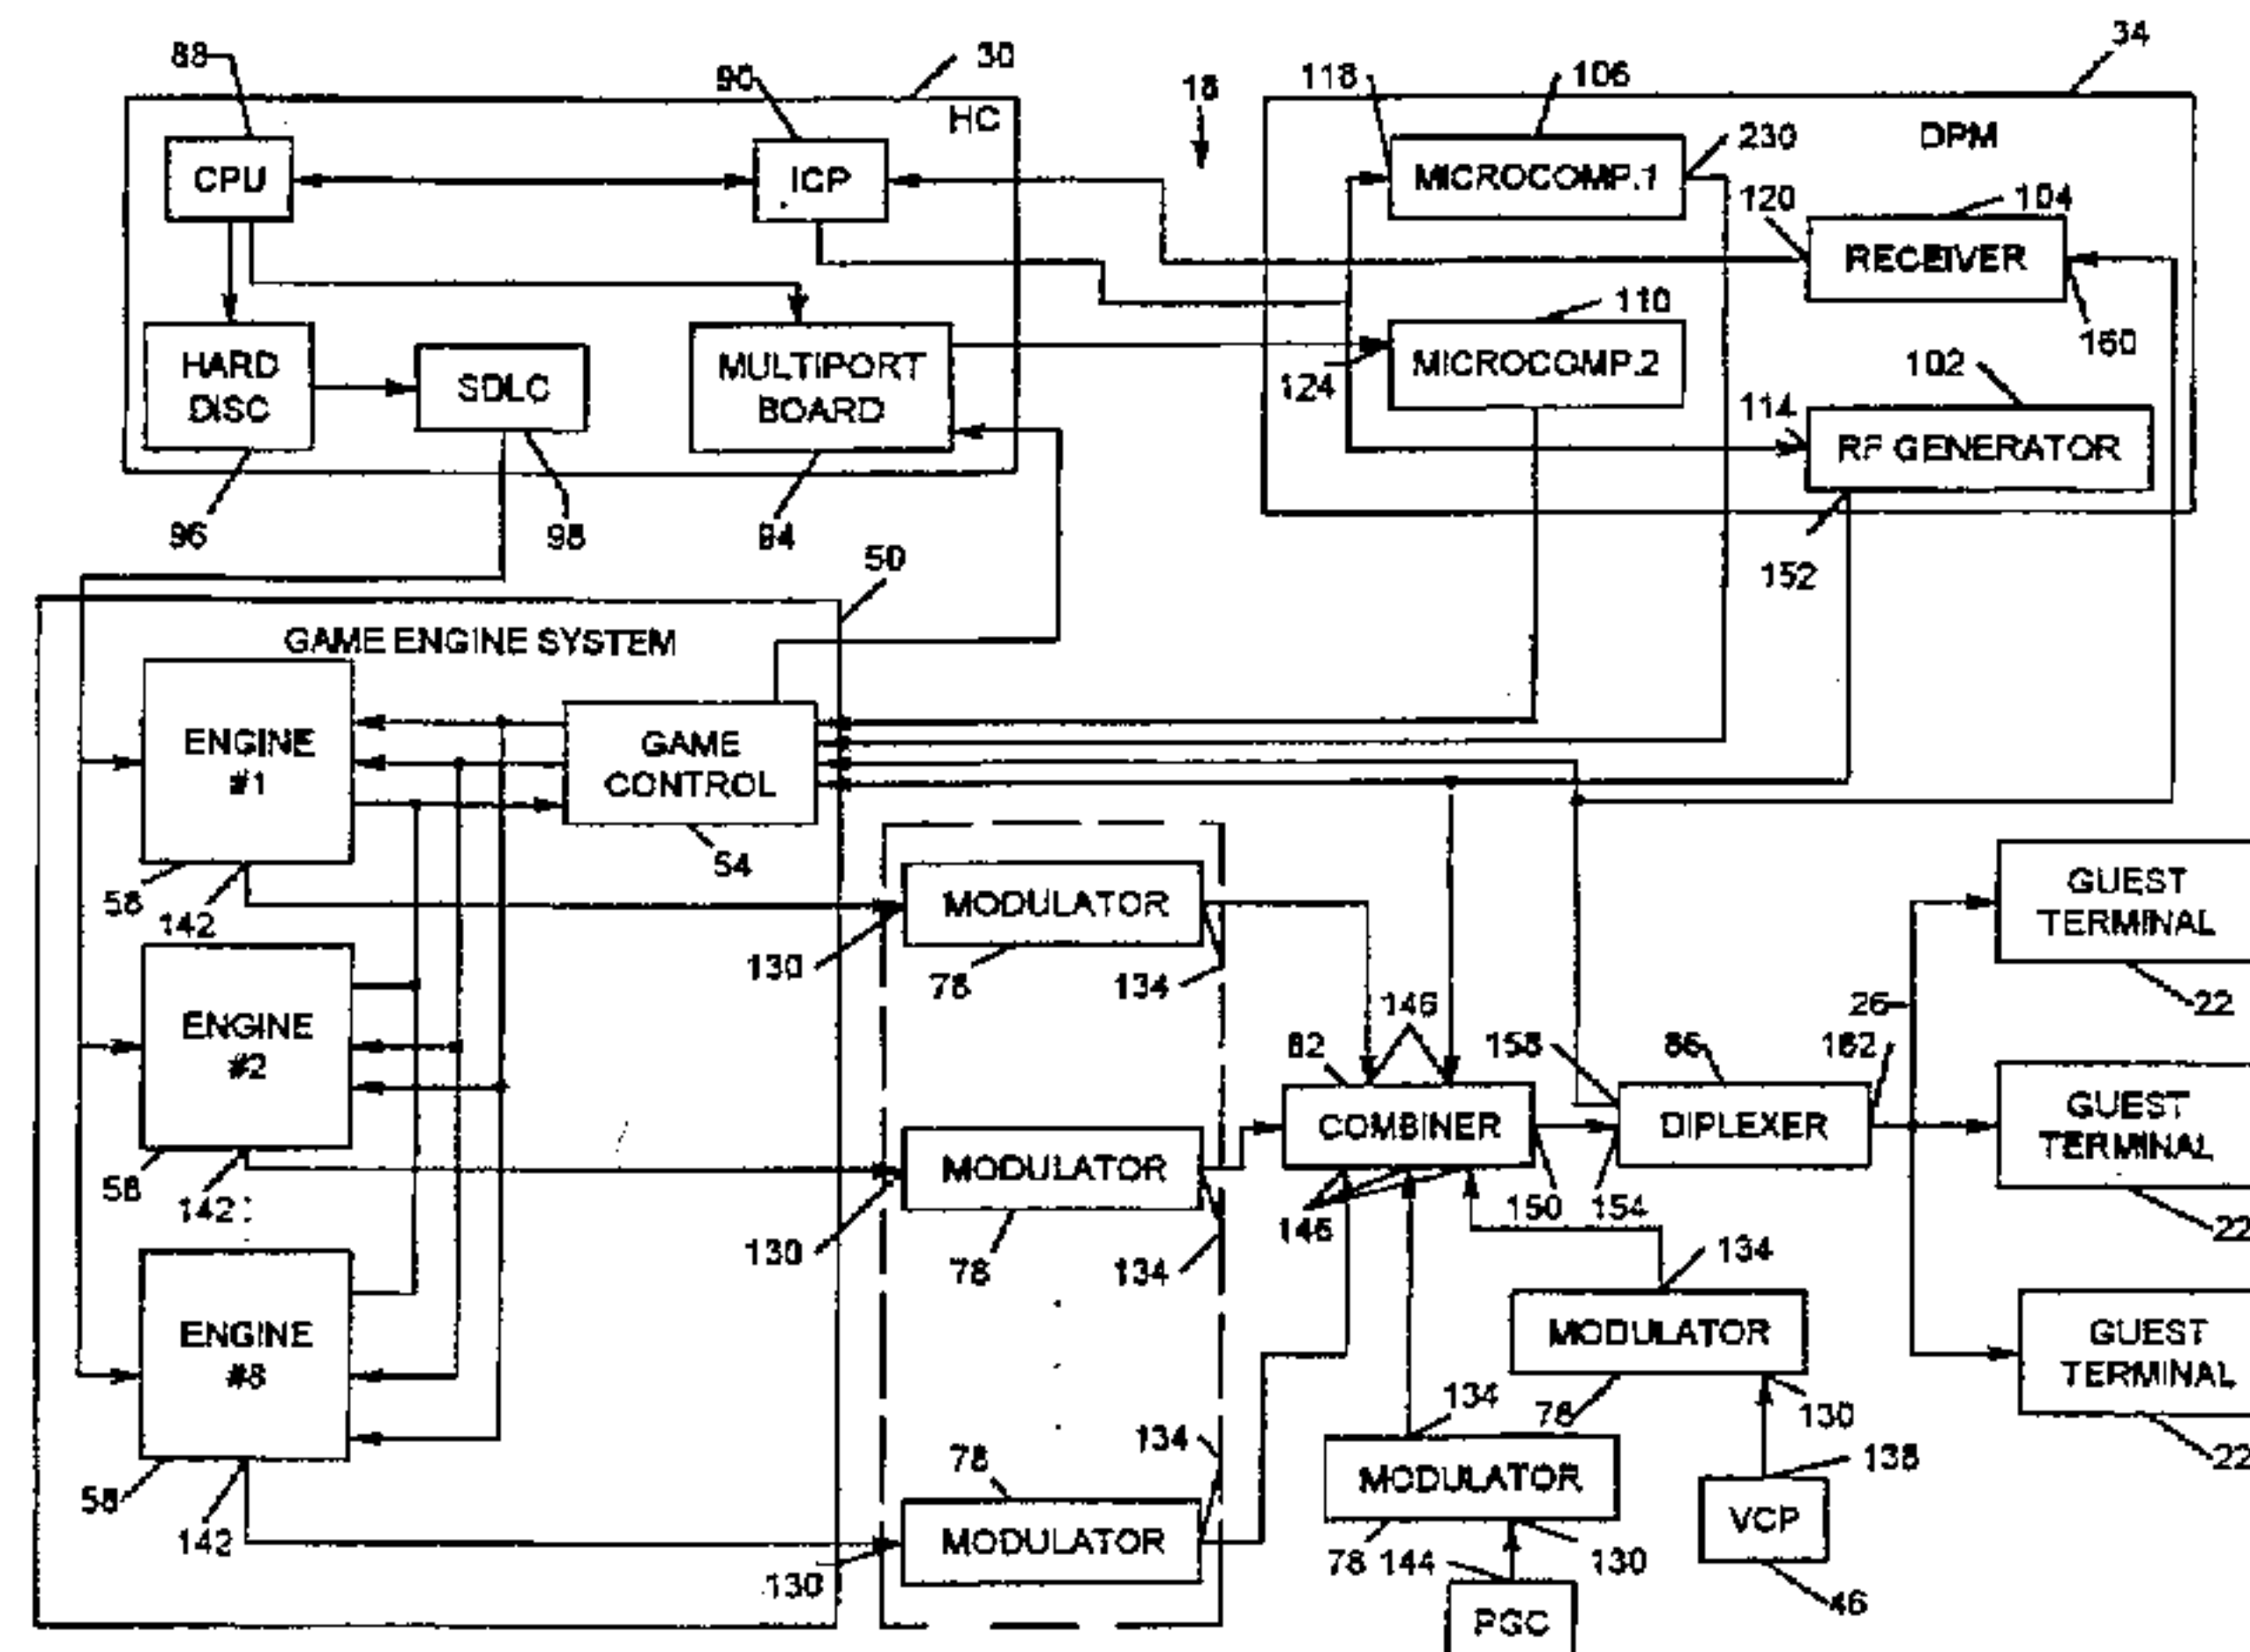 88
30
90
118
106
34
18
HC
DPM
CPU
ICP
MICROCOMP.1
230
120
104
RECEIVER
110
160
HARD
DISC
SDLC
MULTIPORT
BOARD
124
MICROCOMP.2
102
114
RF GENERATOR
96
98
94
50
152
GAME ENGINE SYSTEM
ENGINE
#1
GAME
CONTROL
54
58
142
MODULATOR
130
78
134
GUEST
TERMINAL
22
ENGINE
#2
146
82
158
86
162
26
COMBINER
DIPLEXER
GUEST
TERMINAL
22
58
142
MODULATOR
130
78
134
146
150
154
134
ENGINE
#8
MODULATOR
GUEST
TERMINAL
22
78
130
134
58
142
78
134
MODULATOR
138
VCP
MODULATOR
130
78
144
130
46
PGC